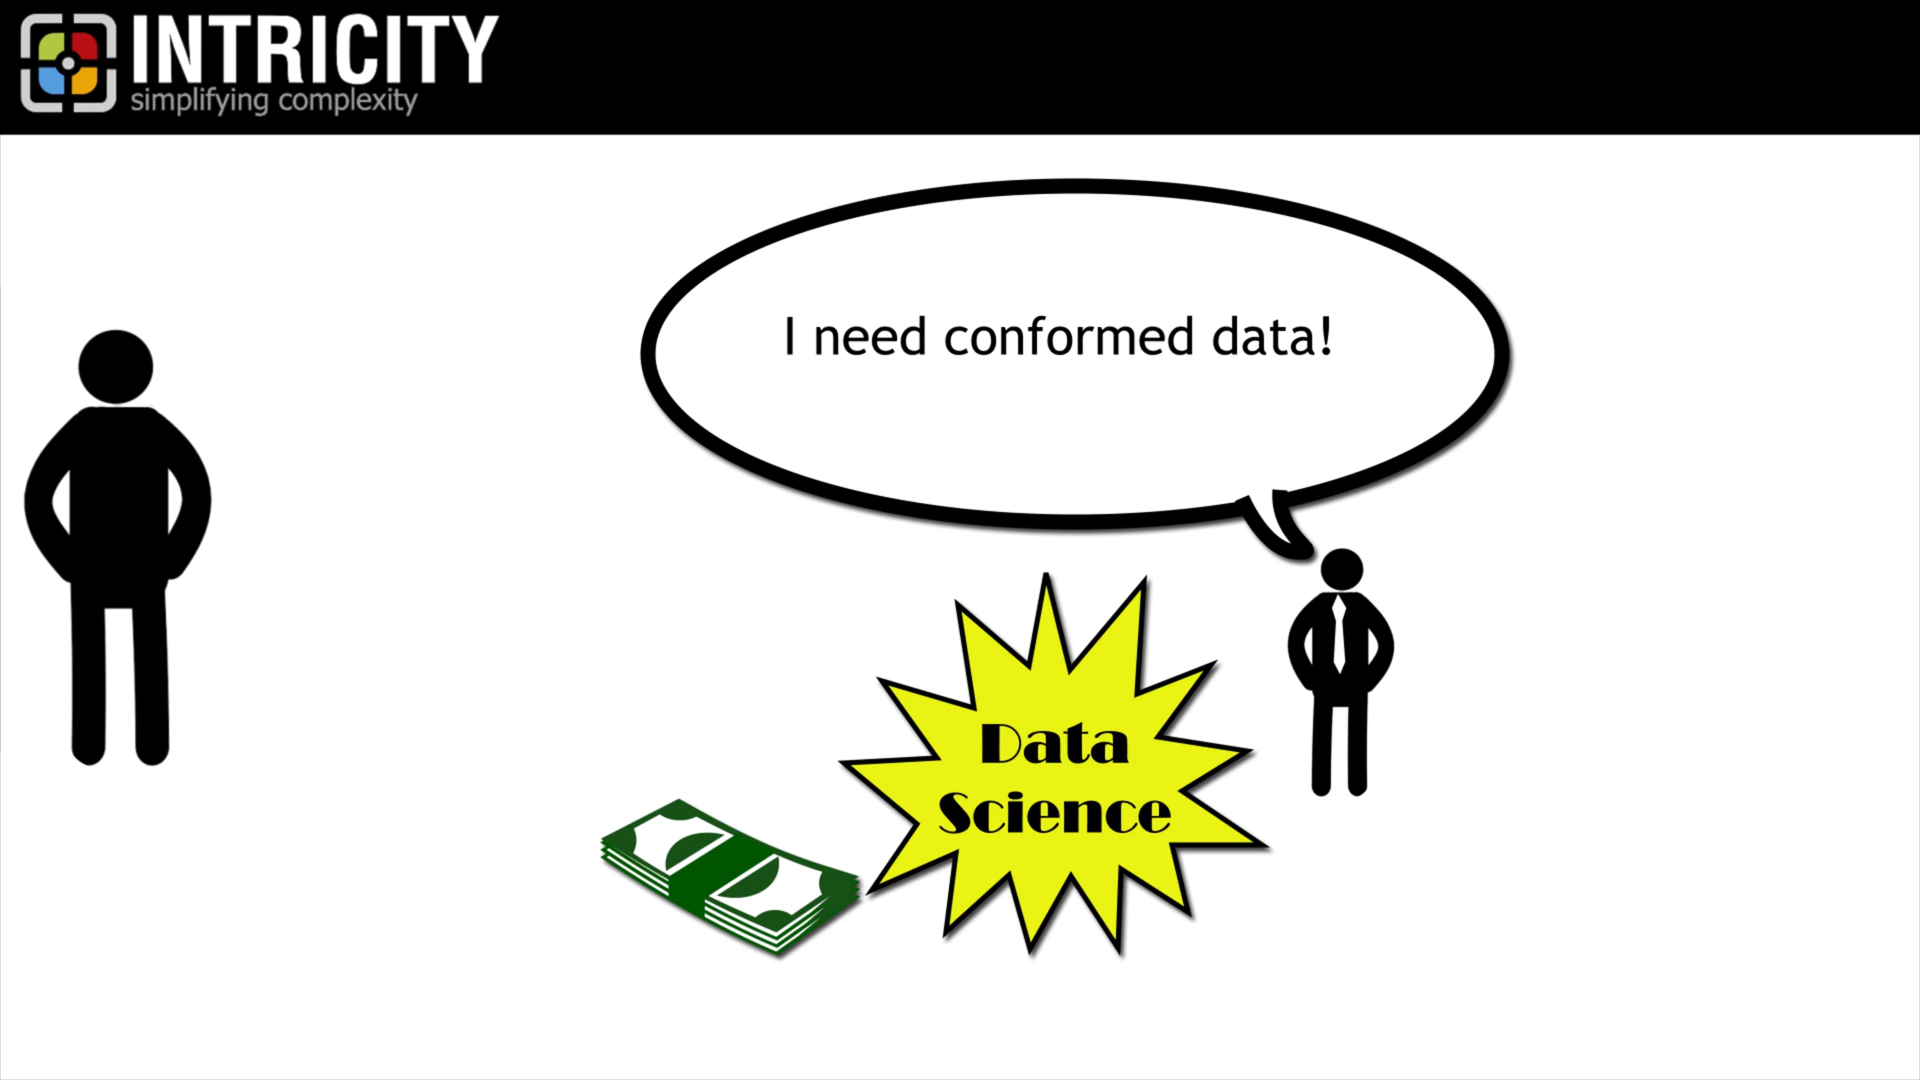 INTRICITY
simplifying complexity
I need conformed data!
Data
Science